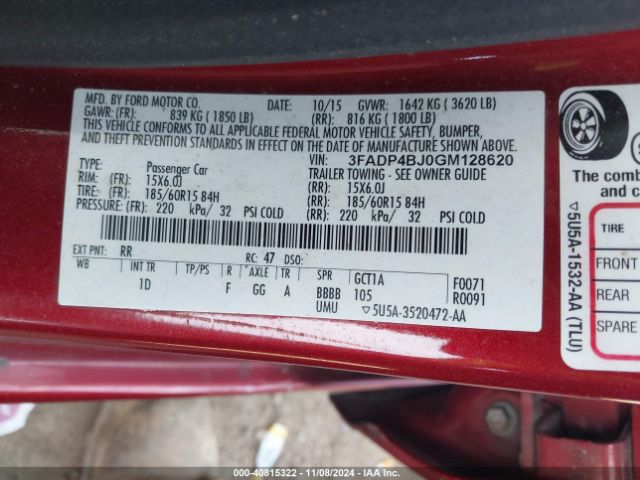 MFD. BY FORD MOTOR CO. DATE: 10/15 GVWR: 1642 KG ( 3620 LB)
GAWR: (FR): 839 KG ( 1850 LB) (RR): 816 KG ( 1800 LB)
THIS VEHICLE CONFORMS TO ALL APPLICABLE FEDERAL MOTOR VEHICLE SAFETY, BUMPER,
AND THEFT PREVENTION STANDARDS IN EFFECT ON THE DATE OF MANUFACTURE SHOWN ABOVE.
VIN: 3FADP4BJ0GM128620
TYPE: Passenger Car TRAILER TOWING - SEE OWNER GUIDE
RIM: (FR): 15X6.0J (RR): 15X6.0J
TIRE: (FR): 185/60R15 84H (RR): 185/60R15 84H
PRESSURE: (FR): 220 kPa/ 32 PSI COLD (RR): 220 kPa/ 32 PSI COLD
EXT PNT: RR RC: 47 DSO:
WB INT TR TP/PS R AXLE TR SPR GCT1A F0071
1D F GG A BBBB 105 R0091
UMU ▽5U5A-3520472-AA
The comb
and c
▽5U5A-1532-AA (TLU)
TIRE
FRONT
REAR
SPARE
000-40815322 | 11/08/2024 | IAAI.CA